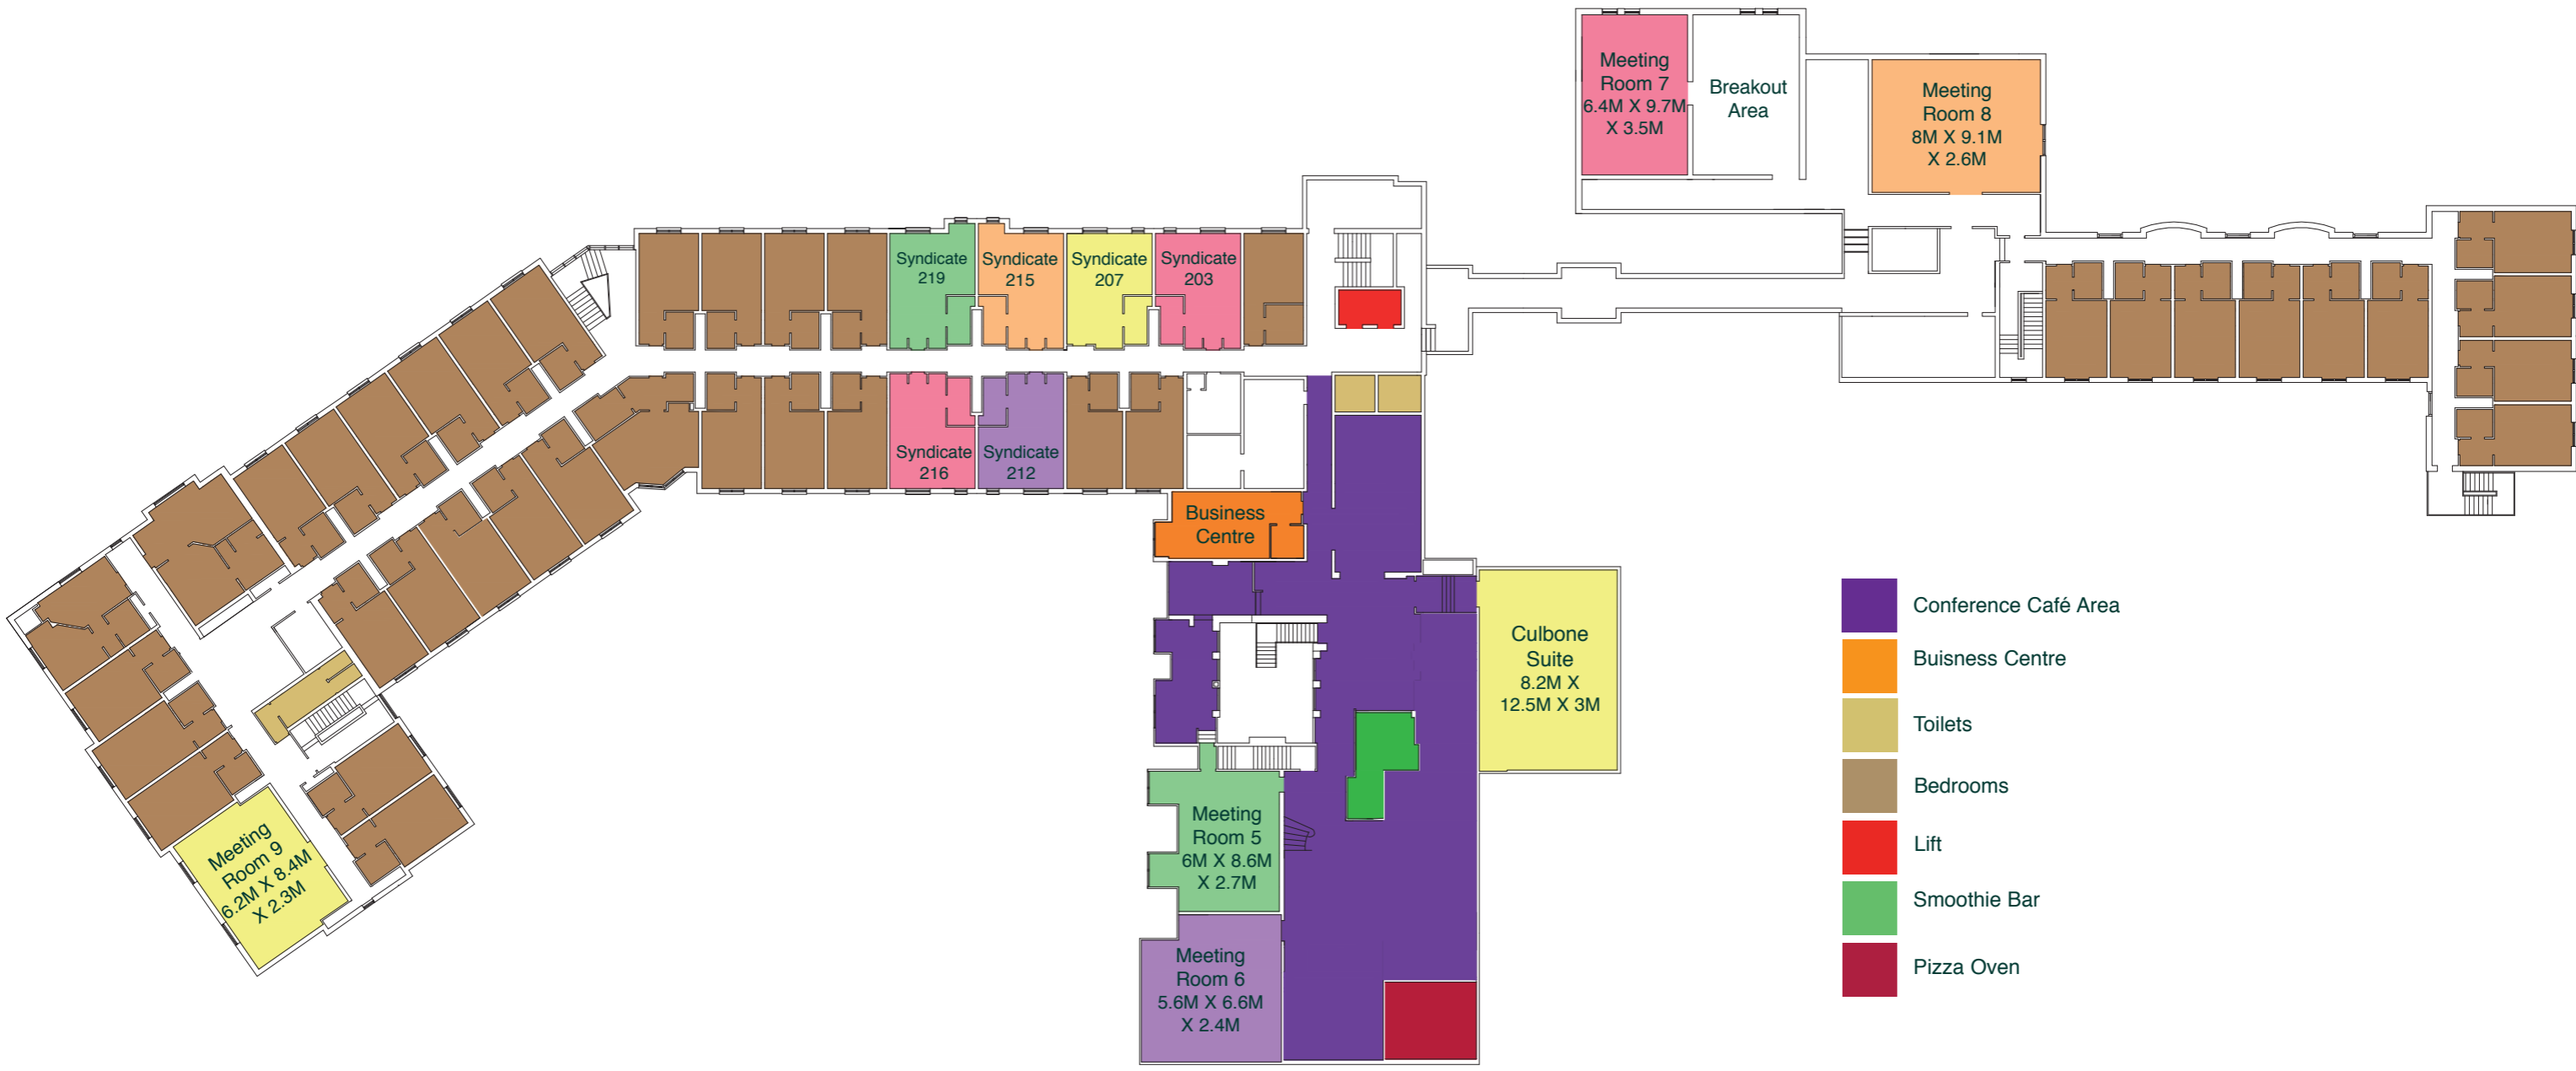 Meeting
Room 7
6.4M X 9.7M
X 3.5M
Breakout
Area
Meeting
Room 8
8M X 9.1M
X 2.6M
Syndicate
219
Syndicate
215
Syndicate
207
Syndicate
203
Syndicate
216
Syndicate
212
Business
Centre
Culbone
Suite
8.2M X
12.5M X 3M
Meeting
Room 5
6M X 8.6M
X 2.7M
Meeting
Room 6
5.6M X 6.6M
X 2.4M
Meeting
Room 9
6.2M X 8.4M
X 2.3M
Conference Café Area
Buisness Centre
Toilets
Bedrooms
Lift
Smoothie Bar
Pizza Oven